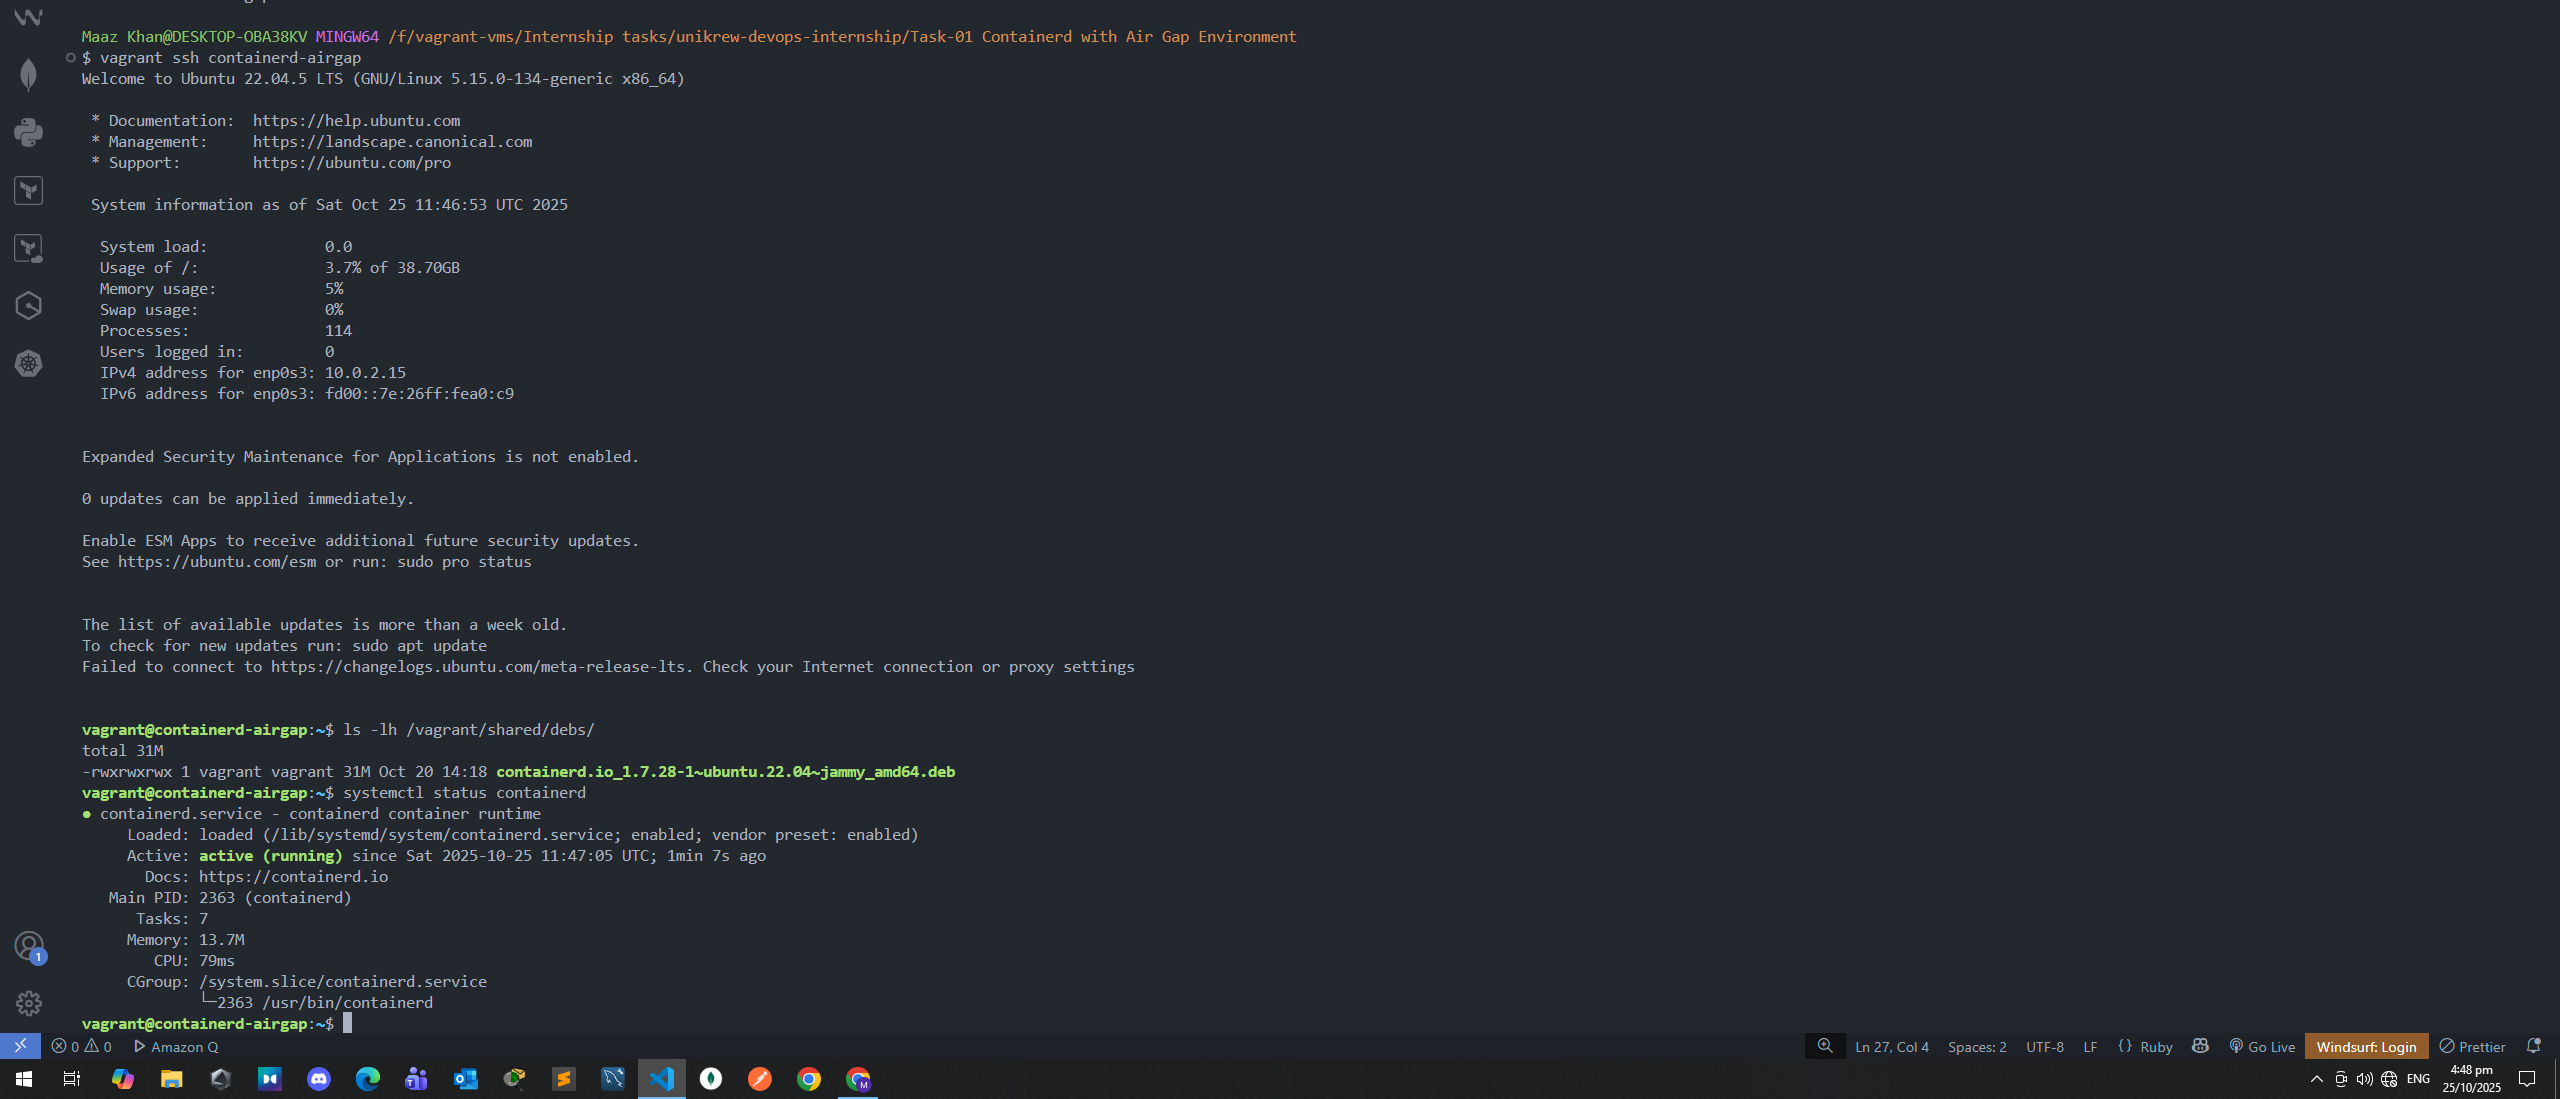 Maaz Khan@DESKTOP-OBA38KV MINGW64 /f/vagrant-vms/Internship tasks/unikrew-devops-internship/Task-01 Containerd with Air Gap Environment
$ vagrant ssh containerd-airgap
Welcome to Ubuntu 22.04.5 LTS (GNU/Linux 5.15.0-134-generic x86_64)
* Documentation:  https://help.ubuntu.com
* Management:     https://landscape.canonical.com
* Support:        https://ubuntu.com/pro
System information as of Sat Oct 25 11:46:53 UTC 2025
System load:             0.0
Usage of /:              3.7% of 38.70GB
Memory usage:            5%
Swap usage:              0%
Processes:               114
Users logged in:         0
IPv4 address for enp0s3: 10.0.2.15
IPv6 address for enp0s3: fd00::7e:26ff:fea0:c9
Expanded Security Maintenance for Applications is not enabled.
0 updates can be applied immediately.
Enable ESM Apps to receive additional future security updates.
See https://ubuntu.com/esm or run: sudo pro status
The list of available updates is more than a week old.
To check for new updates run: sudo apt update
Failed to connect to https://changelogs.ubuntu.com/meta-release-lts. Check your Internet connection or proxy settings
vagrant@containerd-airgap:~$ ls -lh /vagrant/shared/debs/
total 31M
-rwxrwxrwx 1 vagrant vagrant 31M Oct 20 14:18 containerd.io_1.7.28-1~ubuntu.22.04~jammy_amd64.deb
vagrant@containerd-airgap:~$ systemctl status containerd
● containerd.service - containerd container runtime
Loaded: loaded (/lib/systemd/system/containerd.service; enabled; vendor preset: enabled)
Active: active (running) since Sat 2025-10-25 11:47:05 UTC; 1min 7s ago
Docs: https://containerd.io
Main PID: 2363 (containerd)
Tasks: 7
Memory: 13.7M
CPU: 79ms
CGroup: /system.slice/containerd.service
└─2363 /usr/bin/containerd
vagrant@containerd-airgap:~$
1
0 0 Amazon Q Ln 27, Col 4 Spaces: 2 UTF-8 LF {} Ruby Go Live Windsurf: Login Prettier
ENG 4:48 pm
25/10/2025